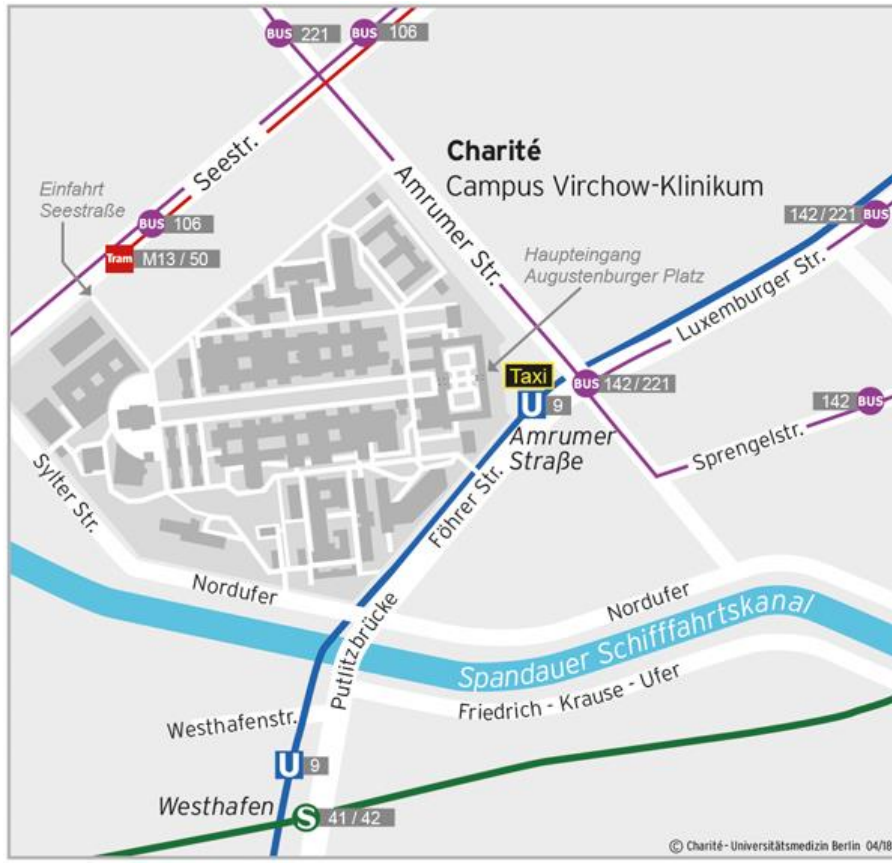 BUS 221
BUS 106
Seestr.
Charité
Campus Virchow-Klinikum
Amrumer Str.
Einfahrt
Seestraße
BUS 106
Tram M13 / 50
142 / 221 BUS
Haupteingang
Augustenburger Platz
Luxemburger Str.
Taxi
U 9
BUS 142 / 221
142 BUS
Amrumer
Straße
Sprengelstr.
Sylter Str.
Föhrer Str.
Nordufer
Nordufer
Putlitzbrücke
Spandauer Schifffahrtskanal
Friedrich - Krause - Ufer
Westhafenstr.
U 9
Westhafen
S 41 / 42
© Charité - Universitätsmedizin Berlin 04/18